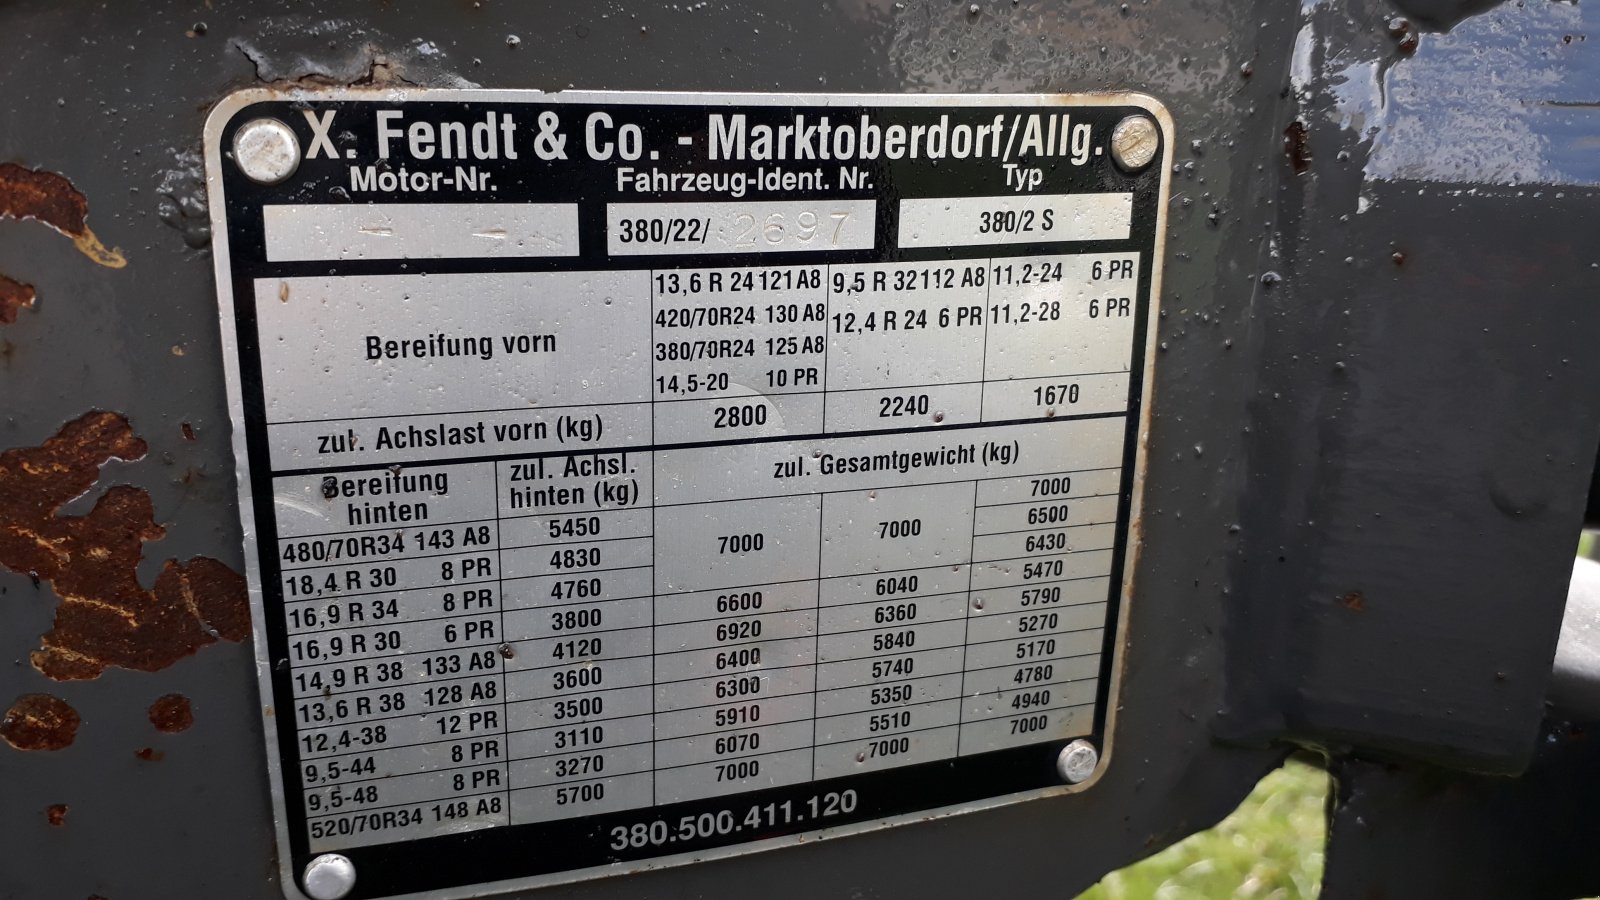 X. Fendt & Co. - Marktoberdorf/Allg.
Motor-Nr. Fahrzeug-Ident. Nr. Typ
- - 380/22/ 2697 380/2 S
Bereifung vorn
13,6 R 24 121 A8 9,5 R 32 112 A8 11,2-24 6 PR
420/70R24 130 A8 12,4 R 24 6 PR 11,2-28 6 PR
380/70R24 125 A8
14,5-20 10 PR
zul. Achslast vorn (kg) 2800 2240 1670
Bereifung hinten zul. Achsl. hinten (kg) zul. Gesamtgewicht (kg)
480/70R34 143 A8 5450 7000 7000 7000
18,4 R 30 8 PR 4830 6500
16,9 R 34 8 PR 4760 6430
16,9 R 30 6 PR 3800 6600 6040 5470
14,9 R 38 133 A8 4120 6920 6360 5790
13,6 R 38 128 A8 3600 6400 5840 5270
12,4-38 12 PR 3500 6300 5740 5170
9,5-44 8 PR 3110 5910 5350 4780
9,5-48 8 PR 3270 6070 5510 4940
520/70R34 148 A8 5700 7000 7000 7000
380.500.411.120